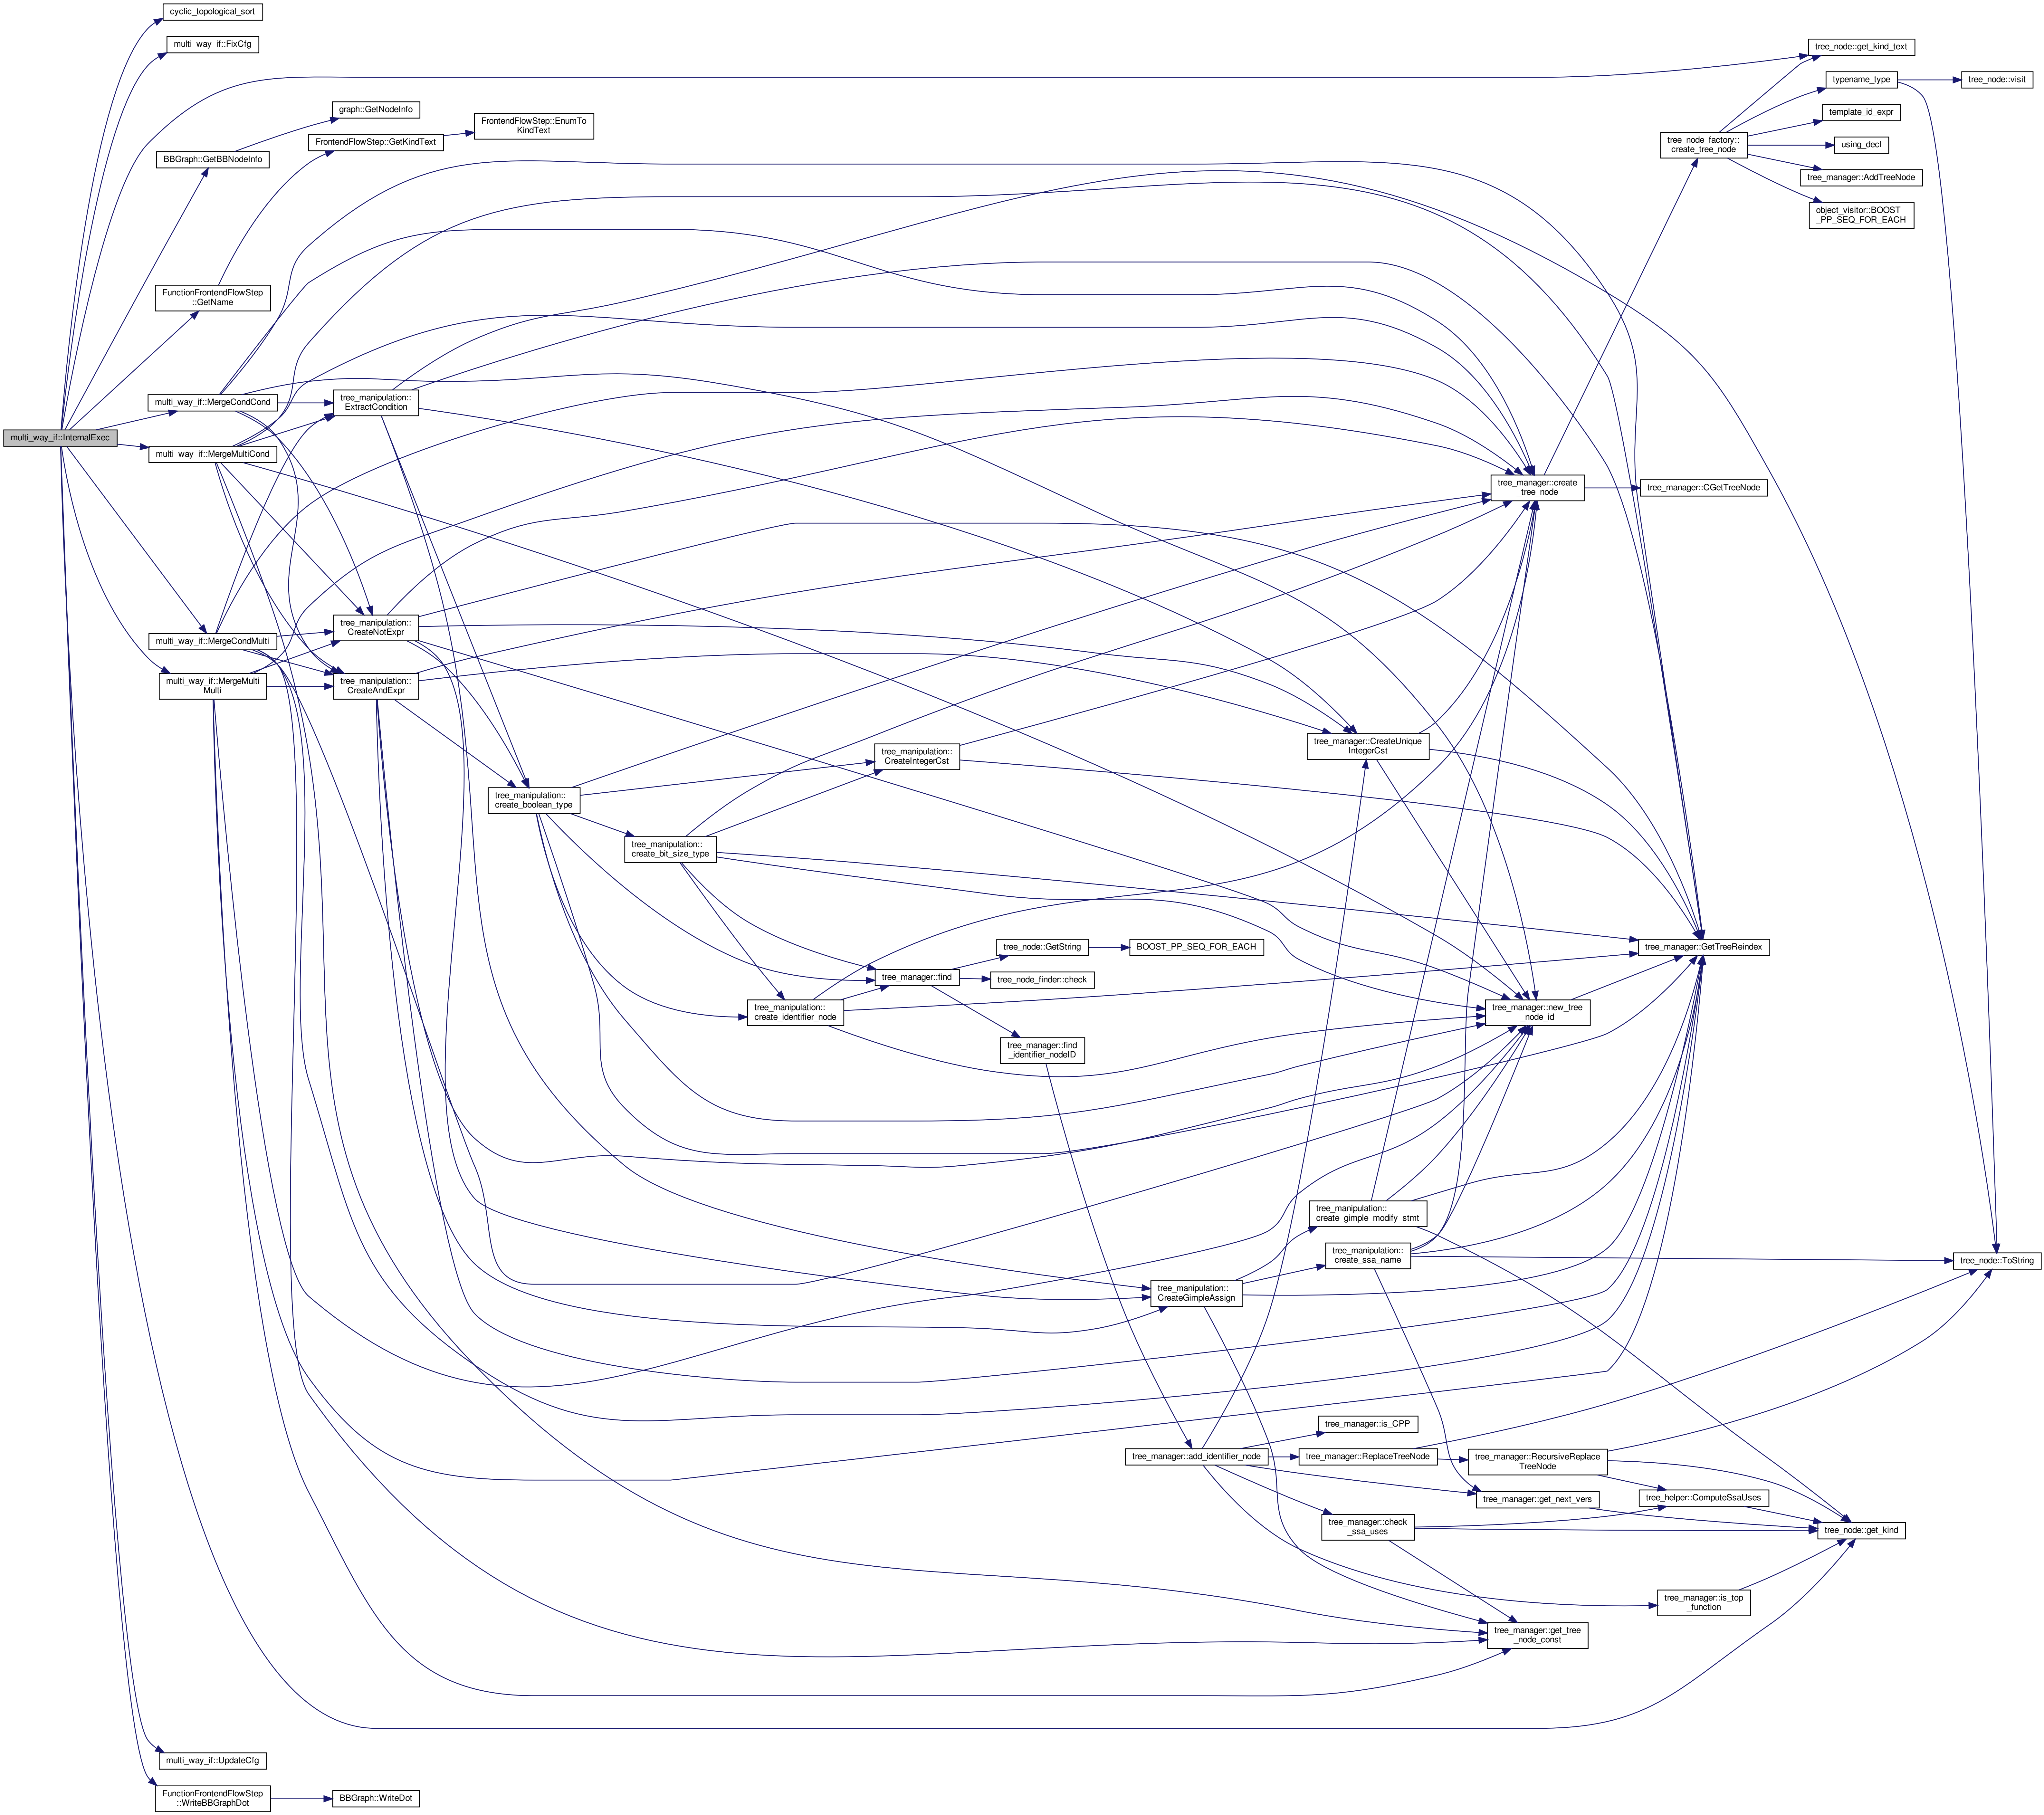 cyclic_topological_sort
multi_way_if::FixCfg
tree_node::get_kind_text
typename_type
tree_node::visit
graph::GetNodeInfo
template_id_expr
FrontendFlowStep::EnumTo
KindText
FrontendFlowStep::GetKindText
tree_node_factory::
create_tree_node
using_decl
BBGraph::GetBBNodeInfo
tree_manager::AddTreeNode
object_visitor::BOOST
_PP_SEQ_FOR_EACH
FunctionFrontendFlowStep
::GetName
multi_way_if::MergeCondCond
tree_manipulation::
ExtractCondition
multi_way_if::InternalExec
multi_way_if::MergeMultiCond
tree_manager::create
_tree_node
tree_manager::CGetTreeNode
tree_manipulation::
CreateNotExpr
multi_way_if::MergeCondMulti
multi_way_if::MergeMulti
Multi
tree_manipulation::
CreateAndExpr
tree_manager::CreateUnique
IntegerCst
tree_manipulation::
CreateIntegerCst
tree_manipulation::
create_boolean_type
tree_manipulation::
create_bit_size_type
tree_node::GetString
BOOST_PP_SEQ_FOR_EACH
tree_manager::GetTreeReindex
tree_manager::find
tree_node_finder::check
tree_manipulation::
create_identifier_node
tree_manager::new_tree
_node_id
tree_manager::find
_identifier_nodeID
tree_manipulation::
create_gimple_modify_stmt
tree_manipulation::
create_ssa_name
tree_node::ToString
tree_manipulation::
CreateGimpleAssign
tree_manager::is_CPP
tree_manager::add_identifier_node
tree_manager::ReplaceTreeNode
tree_manager::RecursiveReplace
TreeNode
tree_manager::get_next_vers
tree_helper::ComputeSsaUses
tree_manager::check
_ssa_uses
tree_node::get_kind
tree_manager::is_top
_function
tree_manager::get_tree
_node_const
multi_way_if::UpdateCfg
FunctionFrontendFlowStep
::WriteBBGraphDot
BBGraph::WriteDot